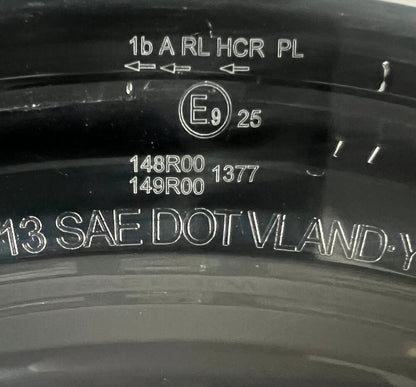 1b A RL HCR PL
E9 25
148R00 1377
149R00
13 SAE DOT VLAND-Y